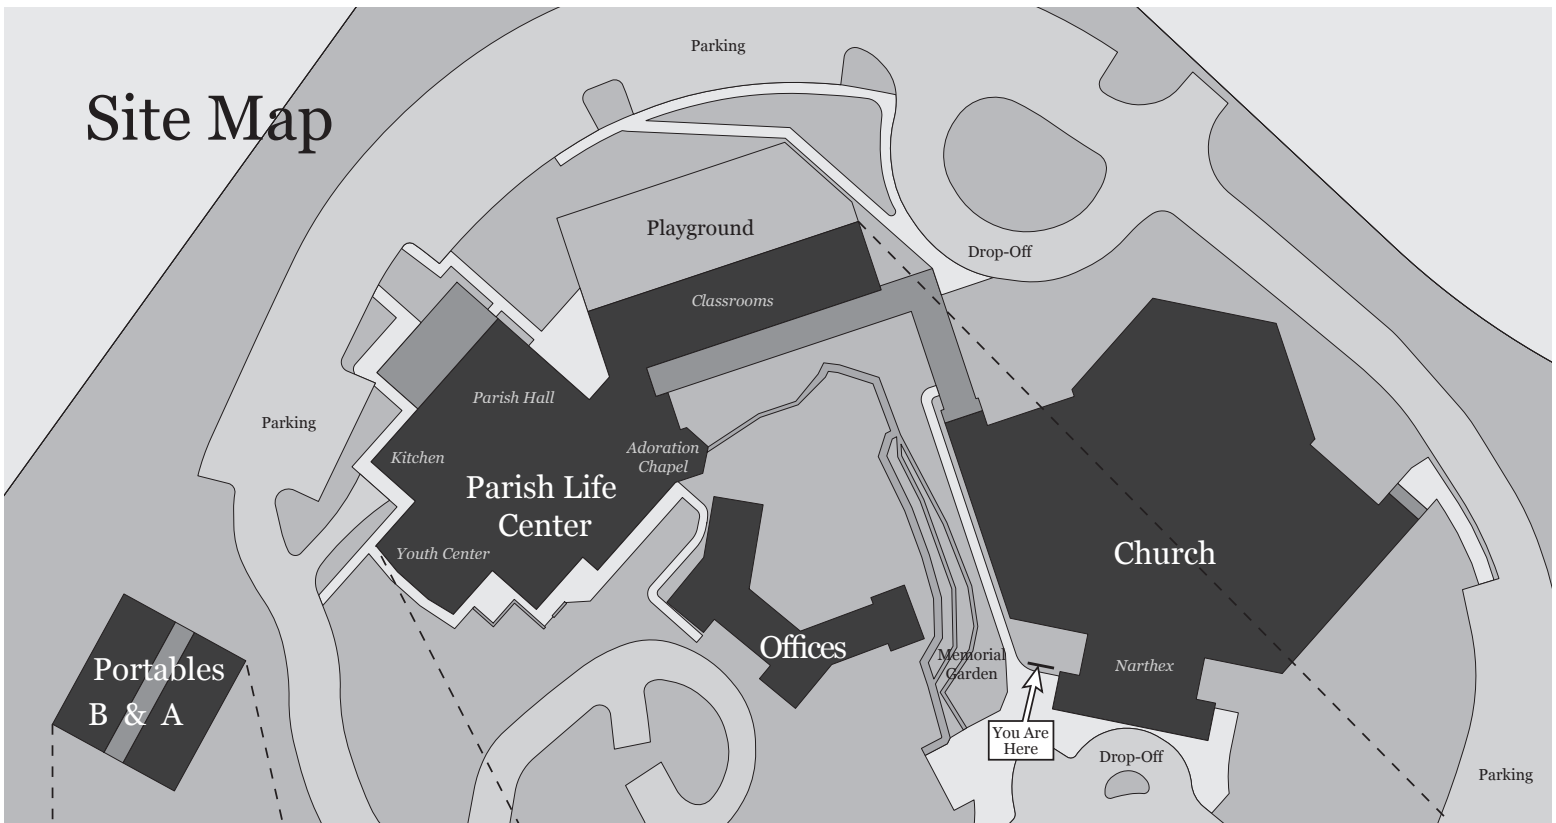 Parking
Site Map
Playground
Drop-Off
Classrooms
Parish Hall
Parking
Adoration
Chapel
Kitchen
Parish Life
Center
Youth Center
Church
Offices
Memorial
Garden
Narthex
Portables
B & A
You Are
Here
Drop-Off
Parking